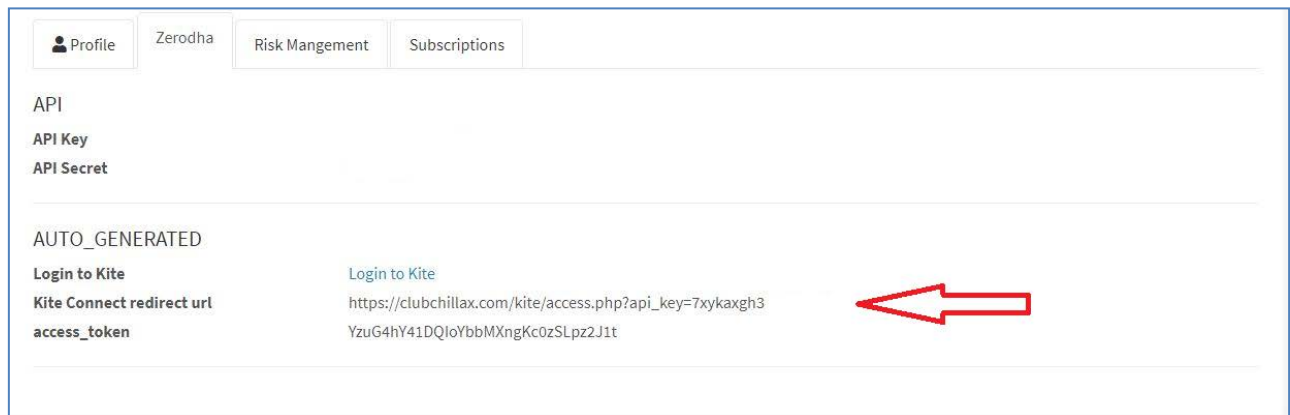 Profile Zerodha Risk Mangement Subscriptions
API
API Key
API Secret
AUTO_GENERATED
Login to Kite Login to Kite
Kite Connect redirect url https://clubchillax.com/kite/access.php?api_key=7xykaxgh3
access_token YzuG4hY41DQIoYbbMXngKc0zSLpz2J1t